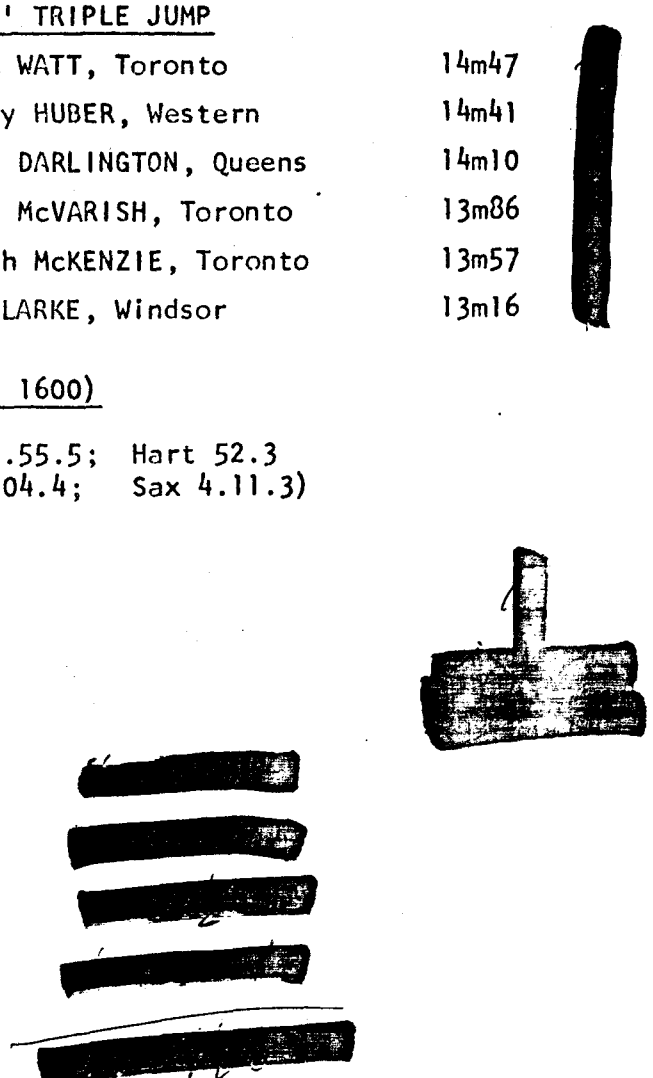 ' TRIPLE JUMP
WATT, Toronto 14m47
y HUBER, Western 14m41
DARLINGTON, Queens 14m10
McVARISH, Toronto 13m86
h McKENZIE, Toronto 13m57
LARKE, Windsor 13m16
1600)
.55.5; Hart 52.3
04.4; Sax 4.11.3)